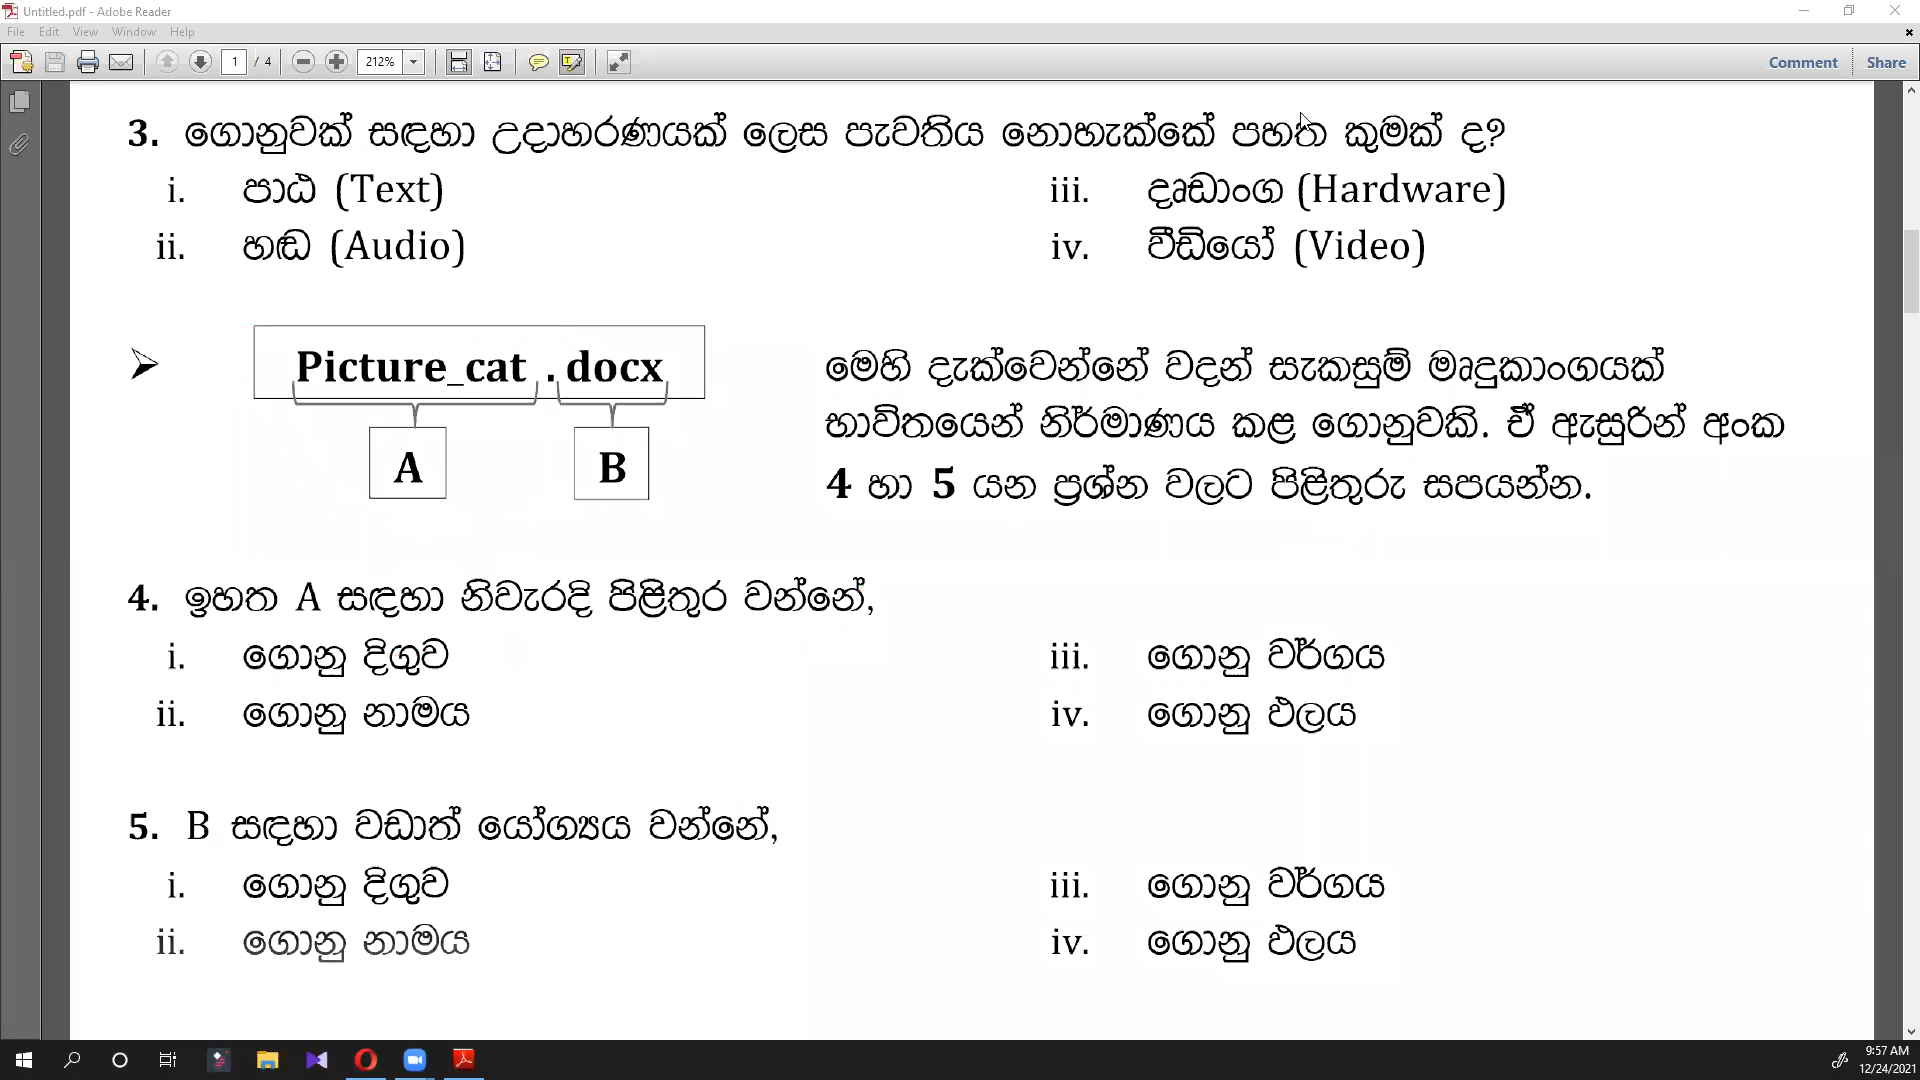 Untitled.pdf - Adobe Reader
File Edit View Window Help
1 / 4 212% Comment Share
3. ගොනුවක් සඳහා උදාහරණයක් ලෙස පැවතිය නොහැක්කේ පහත කුමක් ද?
i. පාඨ (Text)
ii. හඬ (Audio)
iii. දෘඩාංග (Hardware)
iv. වීඩියෝ (Video)
Picture_cat . docx
A B
මෙහි දැක්වෙන්නේ වදන් සැකසුම් මෘදුකාංගයක්
භාවිතයෙන් නිර්මාණය කළ ගොනුවකි. ඒ ඇසුරින් අංක
4 හා 5 යන ප්‍රශ්න වලට පිළිතුරු සපයන්න.
4. ඉහත A සඳහා නිවැරදි පිළිතුර වන්නේ,
i. ගොනු දිගුව
ii. ගොනු නාමය
iii. ගොනු වර්ගය
iv. ගොනු ඵලය
5. B සඳහා වඩාත් යෝග්‍යය වන්නේ,
i. ගොනු දිගුව
ii. ගොනු නාමය
iii. ගොනු වර්ගය
iv. ගොනු ඵලය
9:57 AM
12/24/2021